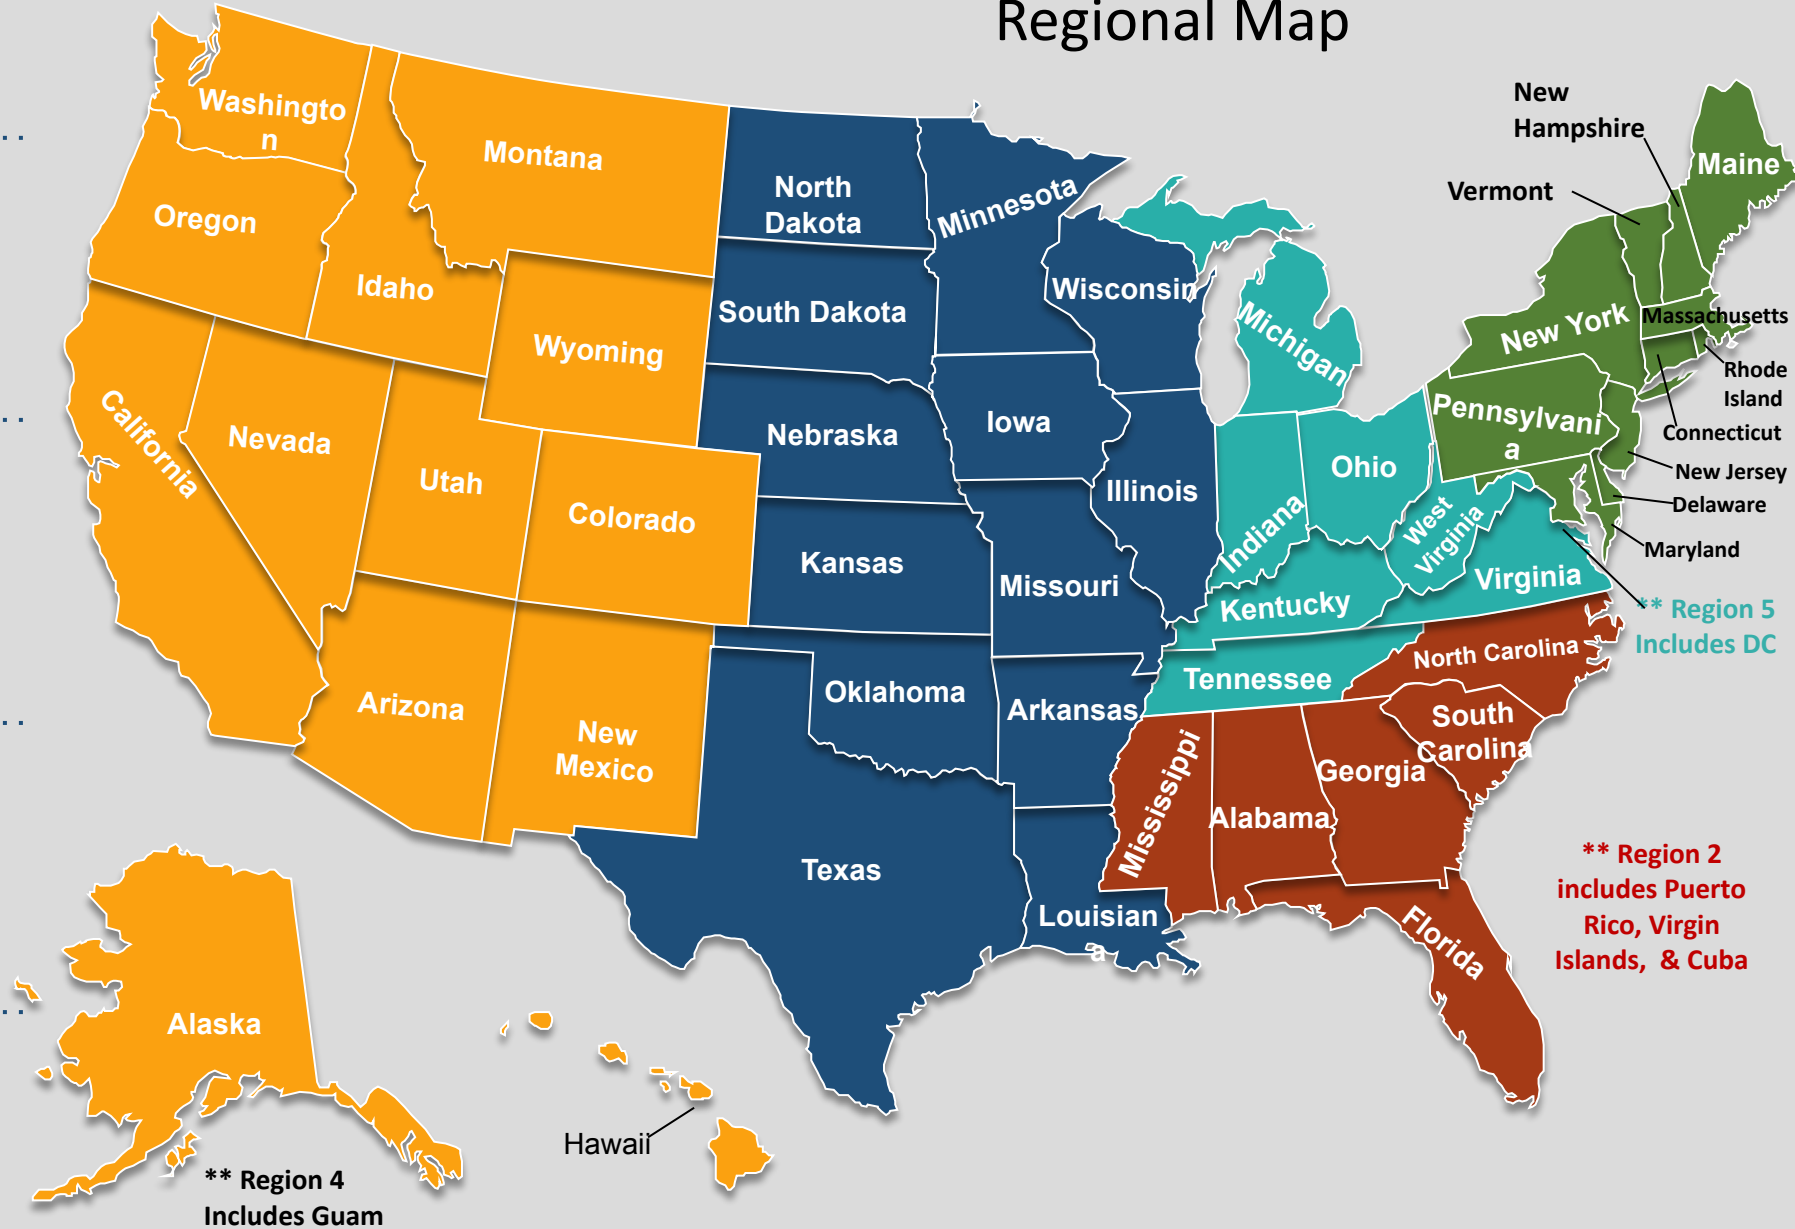 Regional Map
Washingto
n
Montana
Oregon
Idaho
Wyoming
California
Nevada
Utah
Colorado
Arizona
New
Mexico
Alaska
Hawaii
** Region 4
Includes Guam
North
Dakota
Minnesota
South Dakota
Wisconsin
Nebraska
Iowa
Illinois
Kansas
Missouri
Oklahoma
Arkansas
Texas
Louisian
a
Michigan
Indiana
Ohio
West
Virginia
Virginia
Kentucky
Tennessee
** Region 5
Includes DC
North Carolina
South
Carolina
Georgia
Alabama
Mississippi
Florida
** Region 2
includes Puerto
Rico, Virgin
Islands, & Cuba
New
Hampshire
Vermont
Maine
Massachusetts
New York
Rhode
Island
Connecticut
Pennsylvani
a
New Jersey
Delaware
Maryland